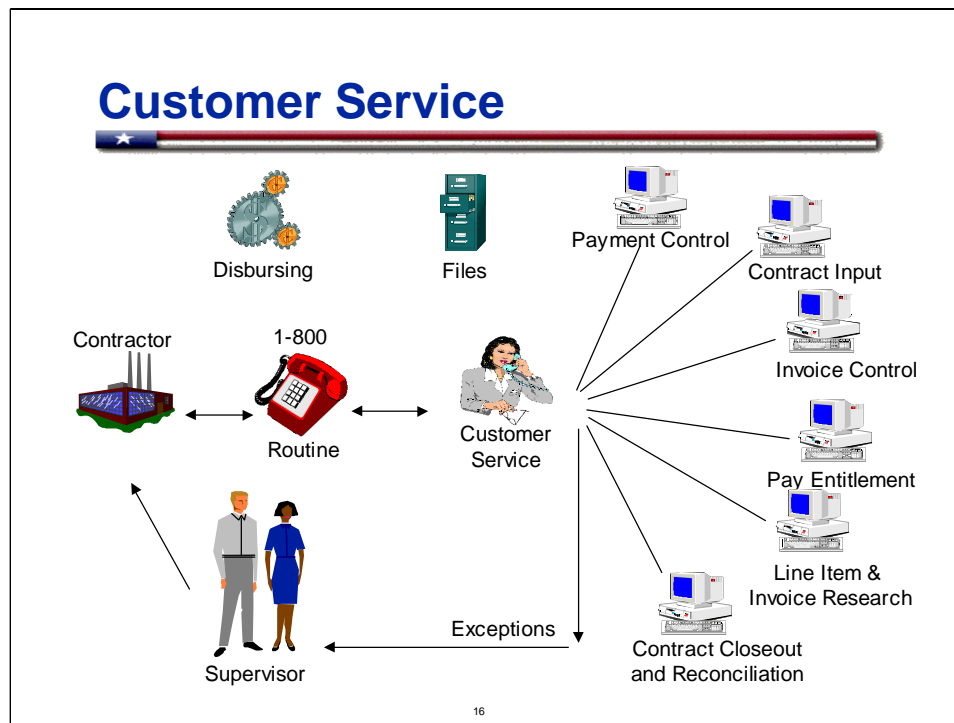 Customer Service
Payment Control
Contract Input
Disbursing
Files
Contractor
1-800
Invoice Control
Routine
Customer
Service
Pay Entitlement
Line Item &
Invoice Research
Exceptions
Contract Closeout
and Reconciliation
Supervisor
16